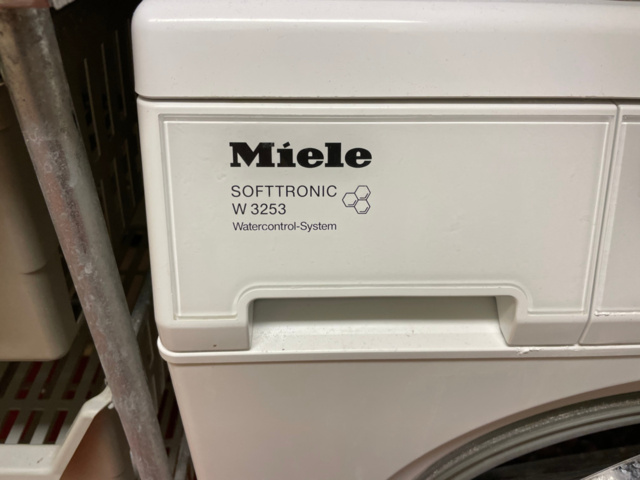 Miele
SOFTTRONIC
W 3253
Watercontrol-System